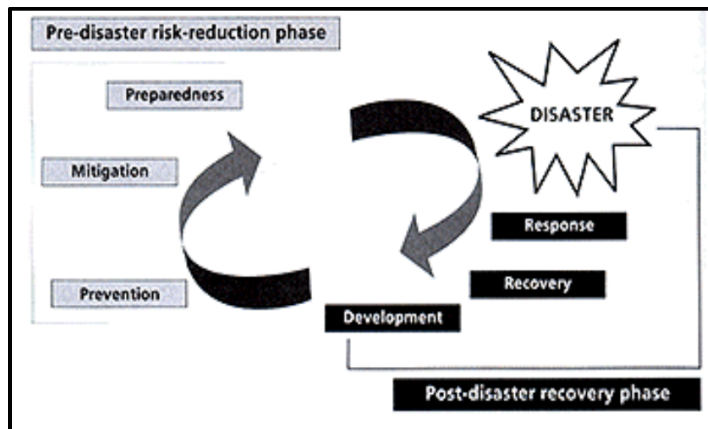 Pre-disaster risk-reduction phase
Preparedness
DISASTER
Mitigation
Response
Recovery
Prevention
Development
Post-disaster recovery phase